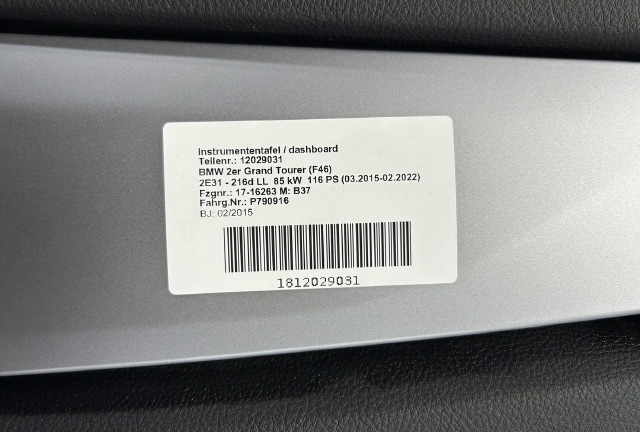 Instrumententafel / dashboard
Teilenr.: 12029031
BMW 2er Grand Tourer (F46)
2E31 - 216d LL 85 kW 116 PS (03.2015-02.2022)
Fzgnr.: 17-16263 M: B37
Fahrg.Nr.: P790916
BJ: 02/2015
1812029031